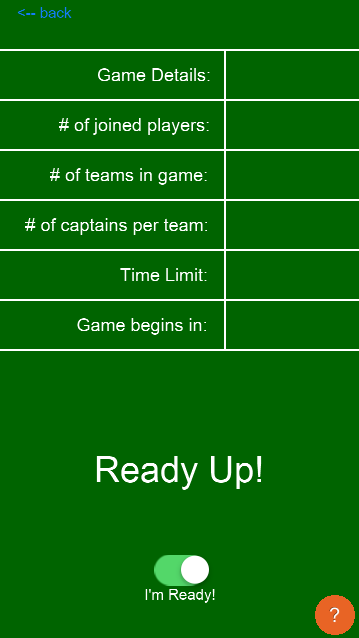 <-- back
Game Details:
# of joined players:
# of teams in game:
# of captains per team:
Time Limit:
Game begins in:
Ready Up!
I'm Ready!
?